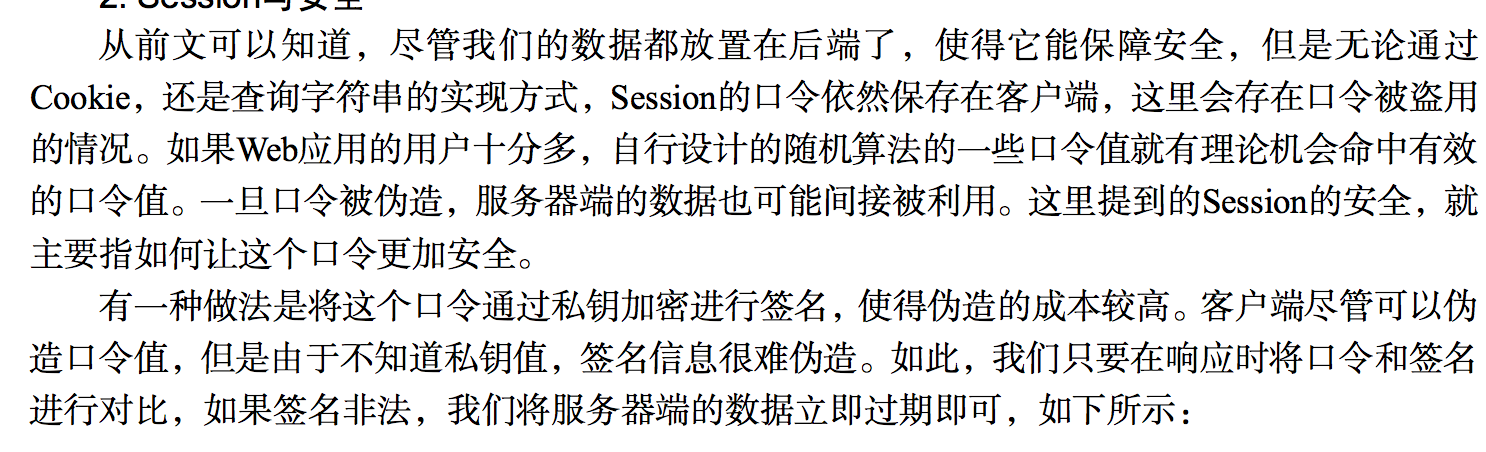 2. Session与安全
从前文可以知道，尽管我们的数据都放置在后端了，使得它能保障安全，但是无论通过
Cookie，还是查询字符串的实现方式，Session的口令依然保存在客户端，这里会存在口令被盗用
的情况。如果Web应用的用户十分多，自行设计的随机算法的一些口令值就有理论机会命中有效
的口令值。一旦口令被伪造，服务器端的数据也可能间接被利用。这里提到的Session的安全，就
主要指如何让这个口令更加安全。
有一种做法是将这个口令通过私钥加密进行签名，使得伪造的成本较高。客户端尽管可以伪
造口令值，但是由于不知道私钥值，签名信息很难伪造。如此，我们只要在响应时将口令和签名
进行对比，如果签名非法，我们将服务器端的数据立即过期即可，如下所示：